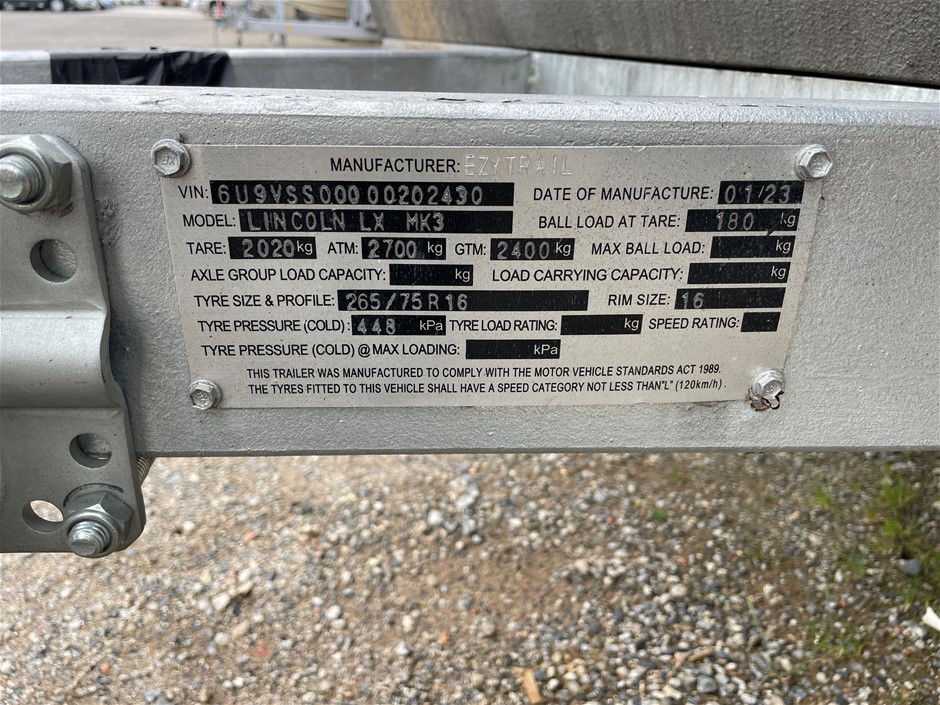 MANUFACTURER: EZYTRAIL
VIN: 6U9VSS00000202430 DATE OF MANUFACTURE: 01/23
MODEL: LINCOLN LX MK3 BALL LOAD AT TARE: 180 kg
TARE: 2020 kg ATM: 2700 kg GTM: 2400 kg MAX BALL LOAD: kg
AXLE GROUP LOAD CAPACITY: kg LOAD CARRYING CAPACITY: kg
TYRE SIZE & PROFILE: 265/75R16 RIM SIZE: 16
TYRE PRESSURE (COLD): 448 kPa TYRE LOAD RATING: kg SPEED RATING:
TYRE PRESSURE (COLD) @ MAX LOADING: kPa
THIS TRAILER WAS MANUFACTURED TO COMPLY WITH THE MOTOR VEHICLE STANDARDS ACT 1989.
THE TYRES FITTED TO THIS VEHICLE SHALL HAVE A SPEED CATEGORY NOT LESS THAN"L" (120km/h).